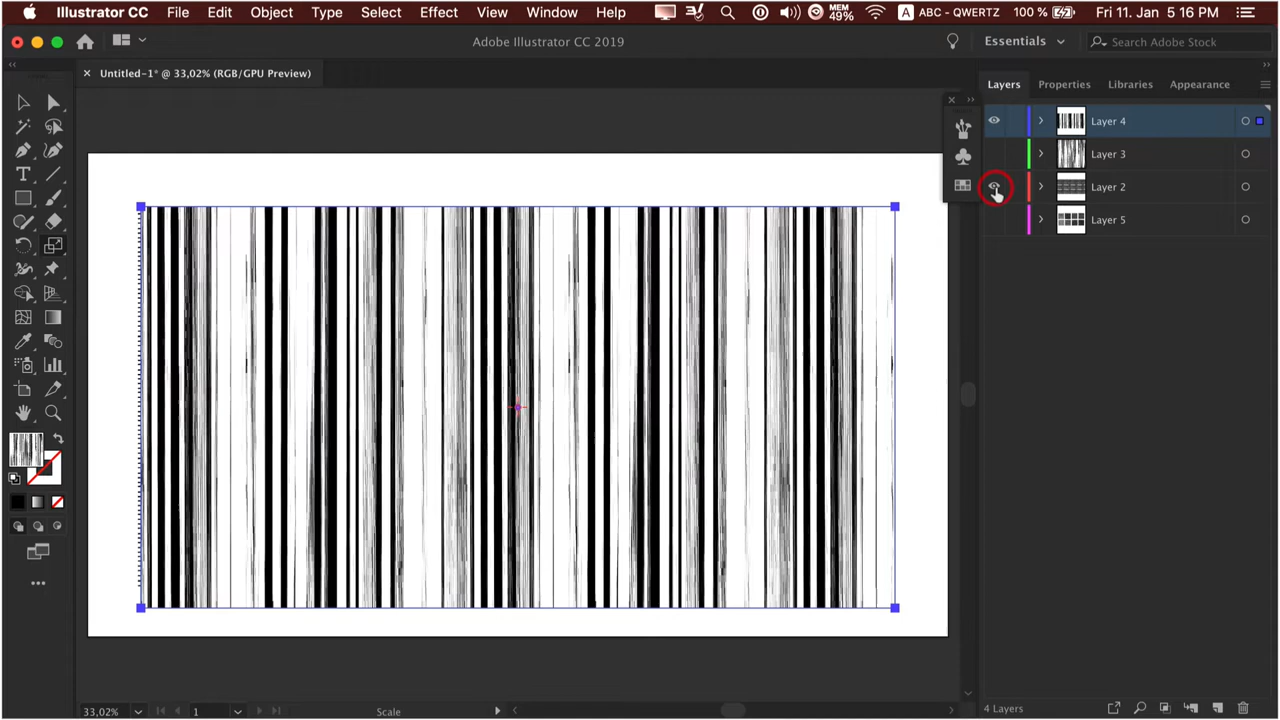 Illustrator CC File Edit Object Type Select Effect View Window Help MEM 49% A ABC - QWERTZ 100 % Fri 11. Jan 5:16 PM
Adobe Illustrator CC 2019 Essentials Search Adobe Stock
× Untitled-1* @ 33,02% (RGB/GPU Preview)
Layers Properties Libraries Appearance
Layer 4
Layer 3
Layer 2
Layer 5
33,02% 1 Scale 4 Layers